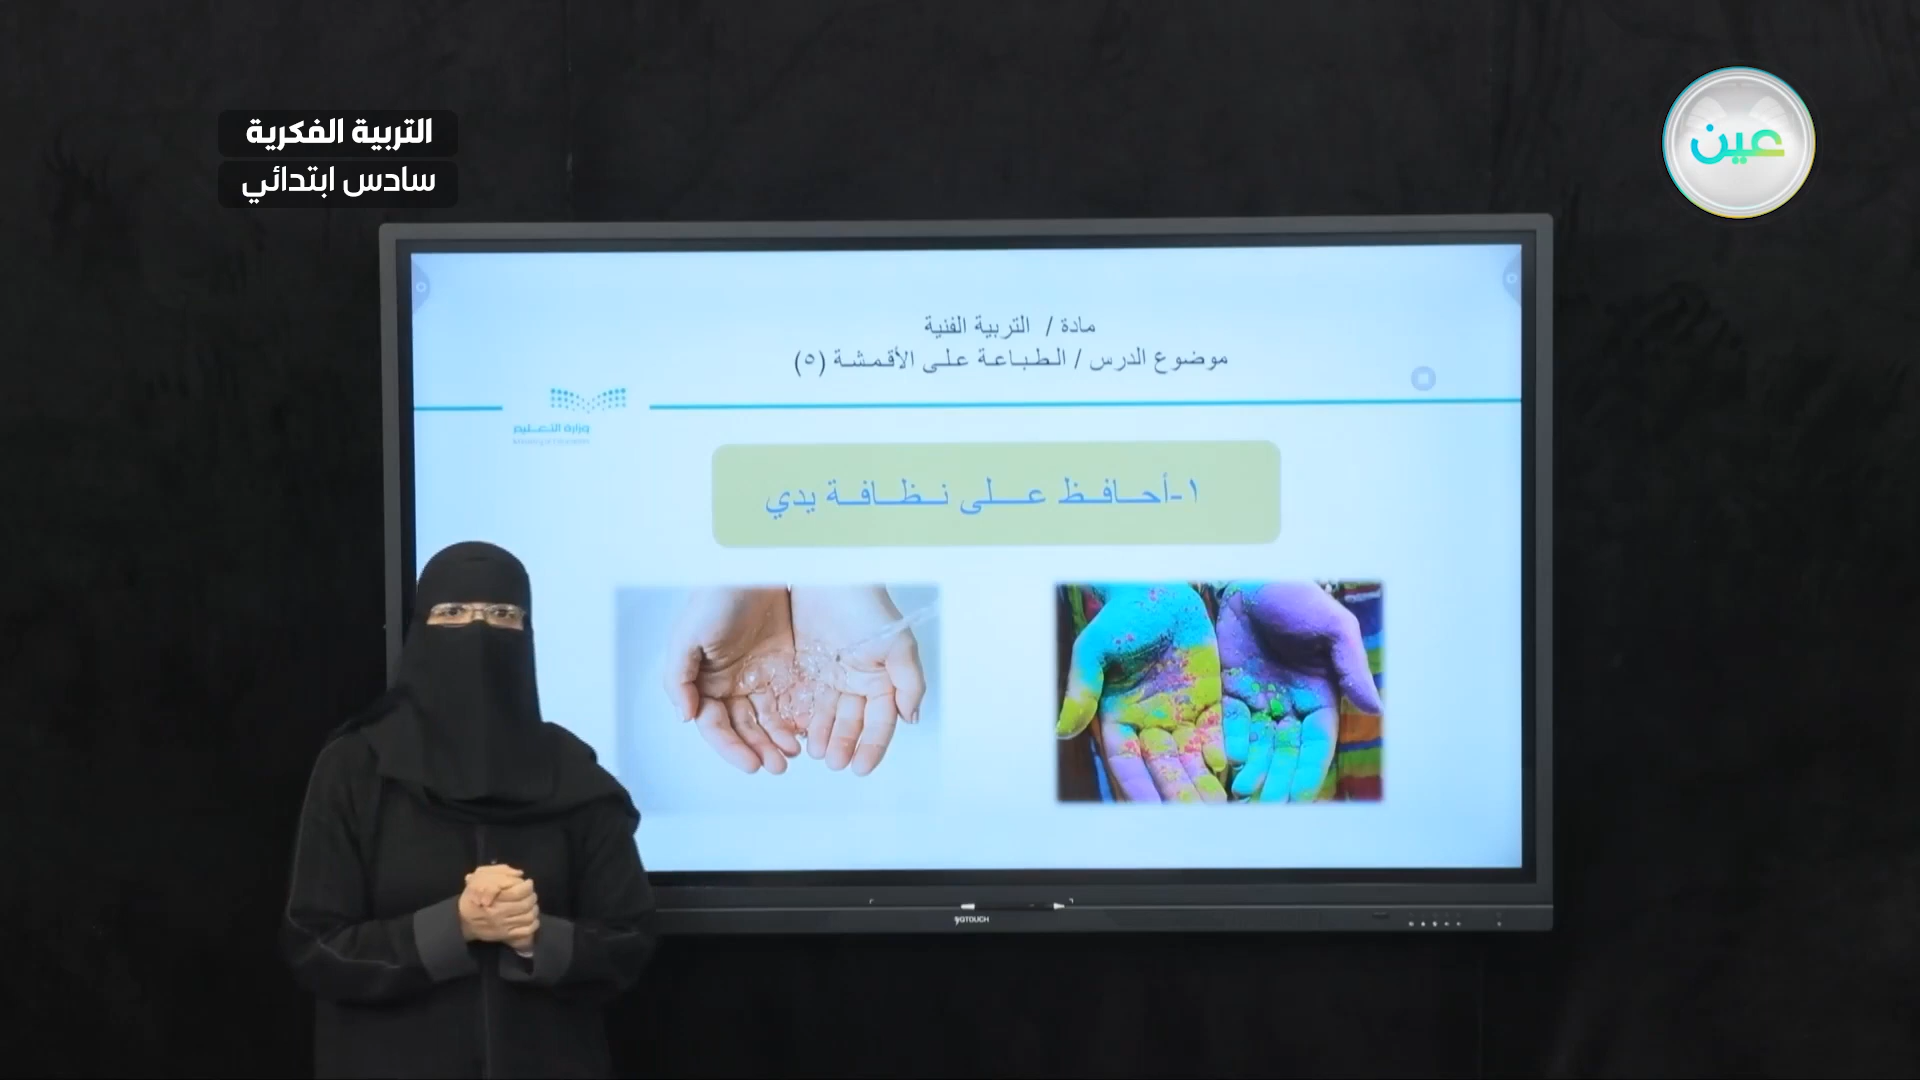 التربية الفكرية
سادس ابتدائي
عين
مادة / التربية الفنية
موضوع الدرس / الطباعة على الأقمشة (٥)
وزارة التعليم
١-أحافظ على نظافة يدي